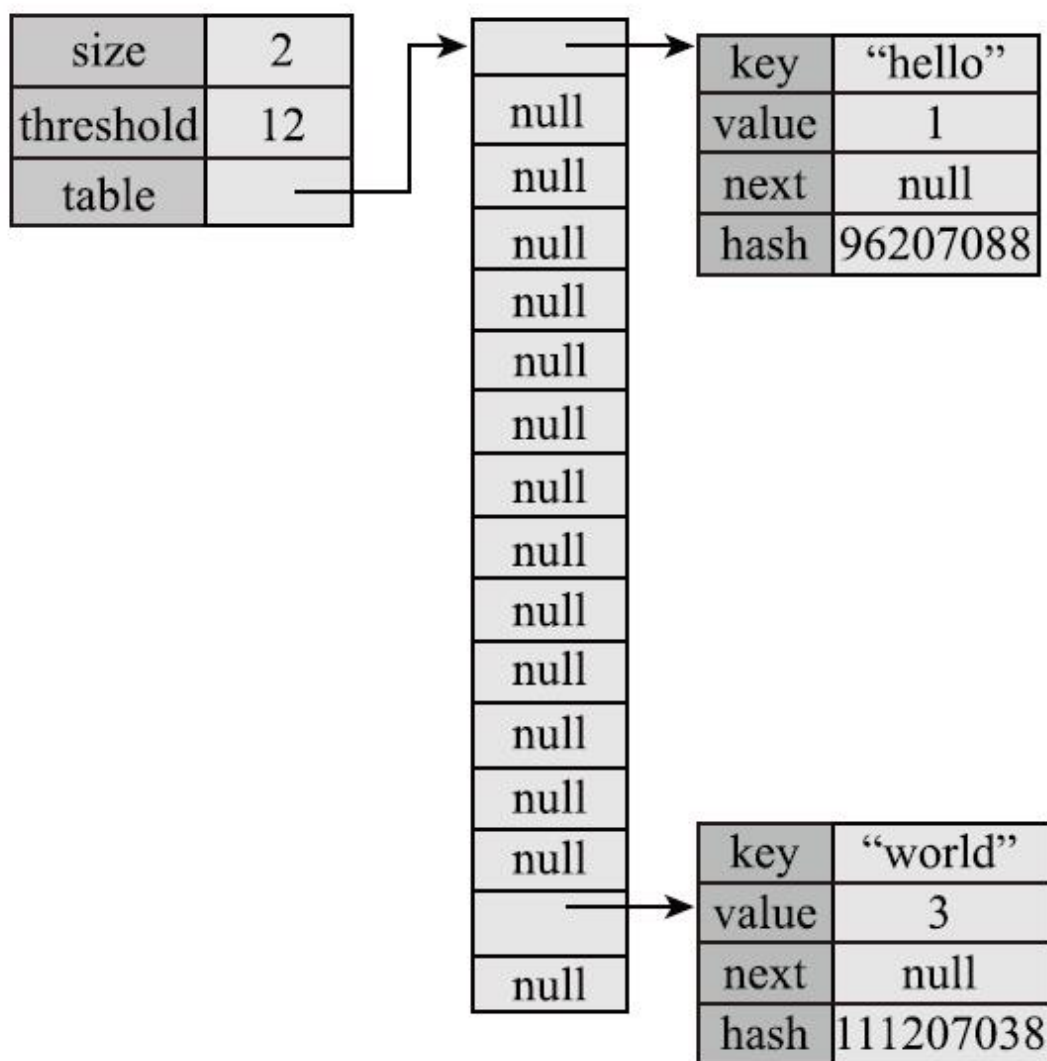 size 2
threshold 12
table
null
null
null
null
null
null
null
null
null
null
null
null
null
null
key “hello”
value 1
next null
hash 96207088
key “world”
value 3
next null
hash 111207038